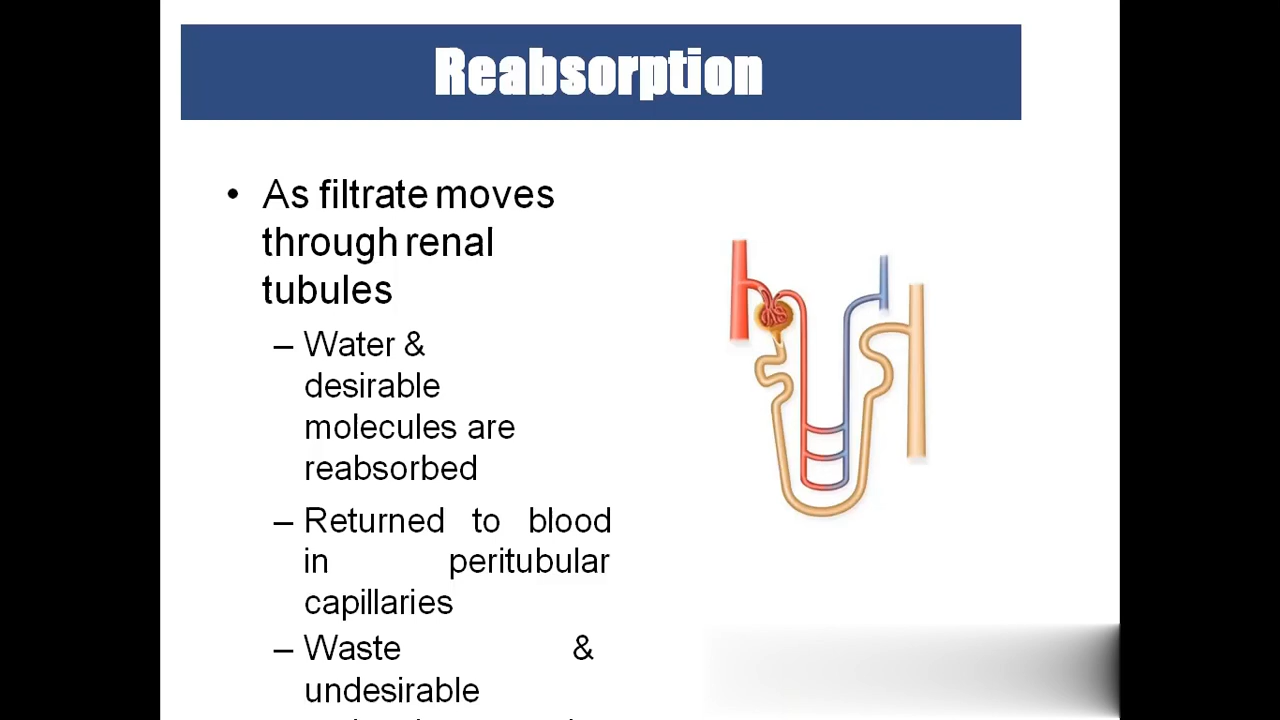 Reabsorption
• As filtrate moves
through renal
tubules
– Water &
desirable
molecules are
reabsorbed
– Returned to blood
in peritubular
capillaries
– Waste &
undesirable